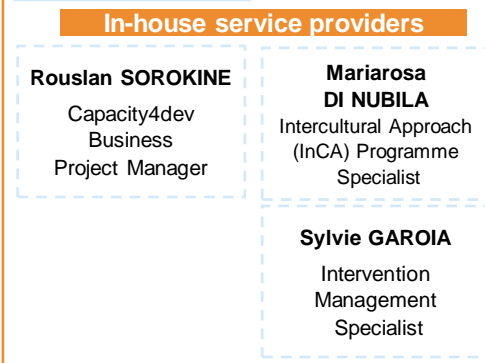 In-house service providers
Rouslan SOROKINE
Capacity4dev
Business
Project Manager
Mariarosa
DI NUBILA
Intercultural Approach
(InCA) Programme
Specialist
Sylvie GAROIA
Intervention
Management
Specialist